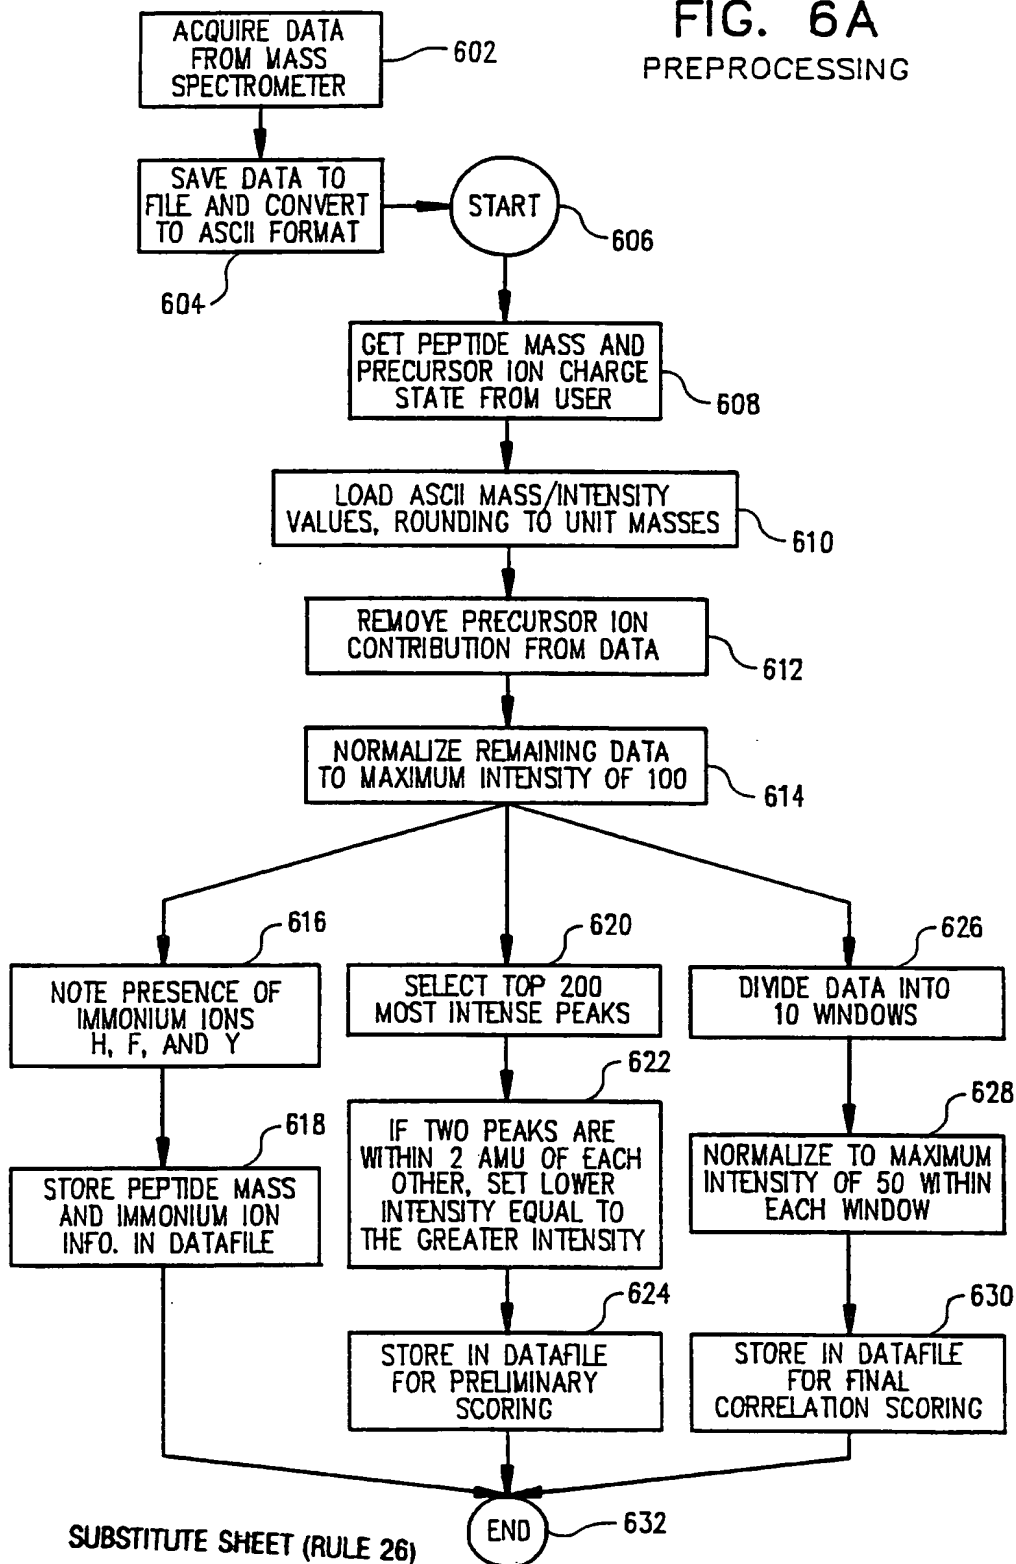 FIG. 6A
PREPROCESSING
ACQUIRE DATA
FROM MASS
SPECTROMETER
602
SAVE DATA TO
FILE AND CONVERT
TO ASCII FORMAT
604
START
606
GET PEPTIDE MASS AND
PRECURSOR ION CHARGE
STATE FROM USER
608
LOAD ASCII MASS/INTENSITY
VALUES, ROUNDING TO UNIT MASSES
610
REMOVE PRECURSOR ION
CONTRIBUTION FROM DATA
612
NORMALIZE REMAINING DATA
TO MAXIMUM INTENSITY OF 100
614
616
NOTE PRESENCE OF
IMMONIUM IONS
H, F, AND Y
618
STORE PEPTIDE MASS
AND IMMONIUM ION
INFO. IN DATAFILE
620
SELECT TOP 200
MOST INTENSE PEAKS
622
IF TWO PEAKS ARE
WITHIN 2 AMU OF EACH
OTHER, SET LOWER
INTENSITY EQUAL TO
THE GREATER INTENSITY
624
STORE IN DATAFILE
FOR PRELIMINARY
SCORING
626
DIVIDE DATA INTO
10 WINDOWS
628
NORMALIZE TO MAXIMUM
INTENSITY OF 50 WITHIN
EACH WINDOW
630
STORE IN DATAFILE
FOR FINAL
CORRELATION SCORING
END
632
SUBSTITUTE SHEET (RULE 26)